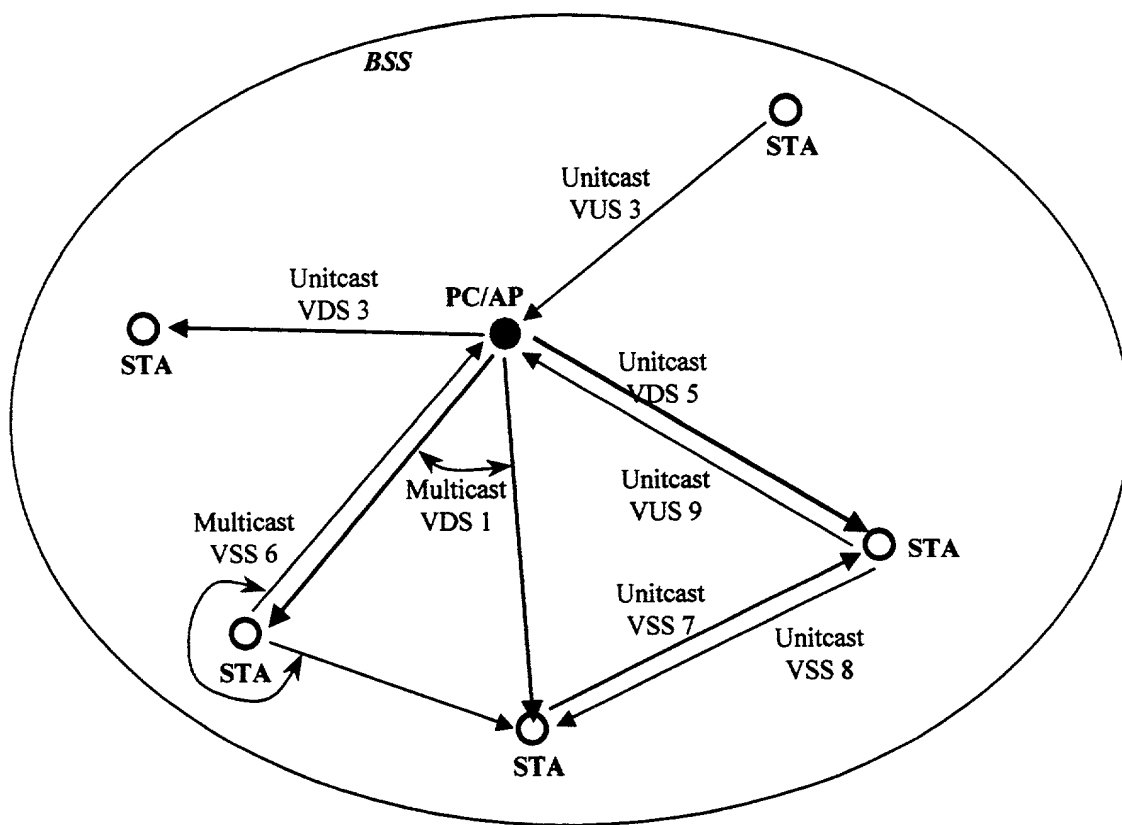 BSS
STA
Unitcast
VUS 3
Unitcast
VDS 3
PC/AP
STA
Unitcast
VDS 5
Multicast
VDS 1
Unitcast
VUS 9
Multicast
VSS 6
STA
Unitcast
VSS 7
STA
Unitcast
VSS 8
STA